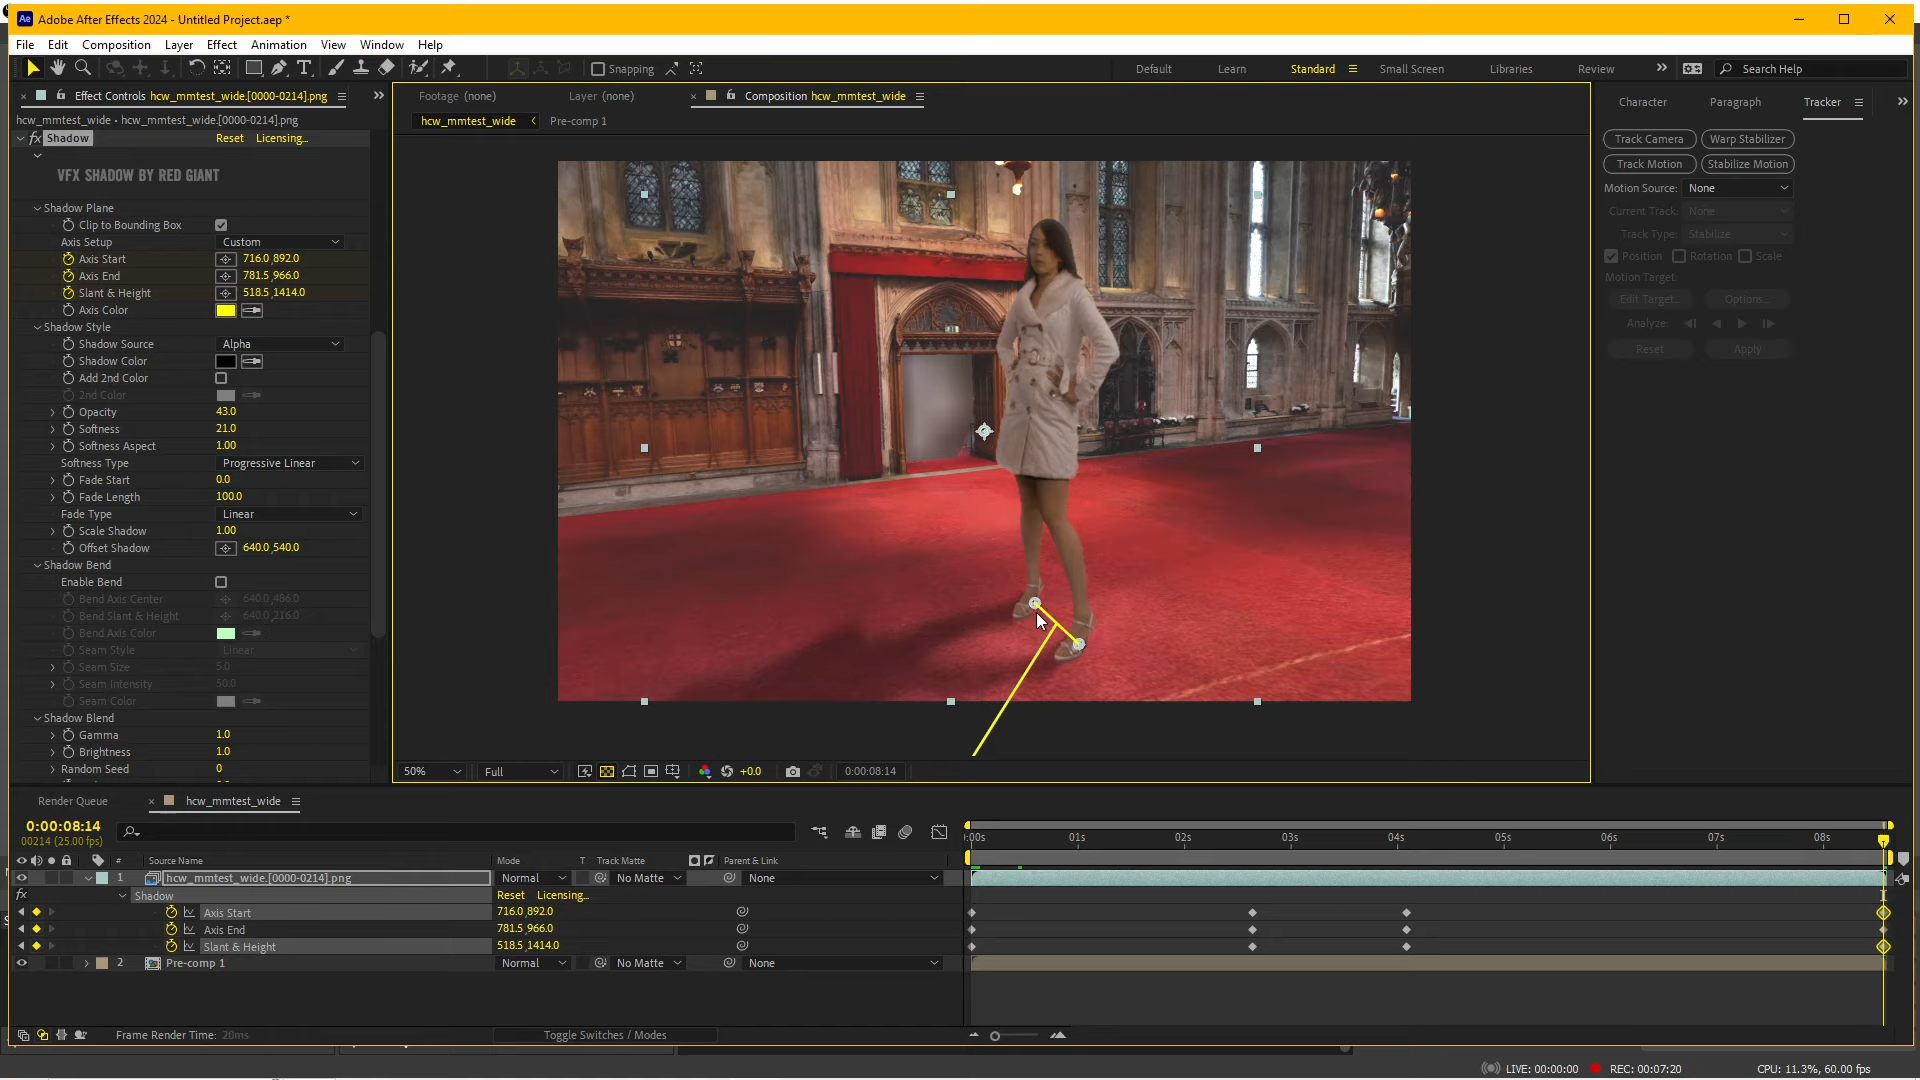 Ae Adobe After Effects 2024 - Untitled Project.aep *
File Edit Composition Layer Effect Animation View Window Help
Snapping Default Learn Standard Small Screen Libraries Review Search Help
Effect Controls hcw_mmtest_wide.[0000-0214].png
hcw_mmtest_wide • hcw_mmtest_wide.[0000-0214].png
fx Shadow Reset Licensing...
VFX SHADOW BY RED GIANT
Shadow Plane
Clip to Bounding Box
Axis Setup Custom
Axis Start 716.0,892.0
Axis End 781.5,966.0
Slant & Height 518.5,1414.0
Axis Color
Shadow Style
Shadow Source Alpha
Shadow Color
Add 2nd Color
2nd Color
Opacity 43.0
Softness 21.0
Softness Aspect 1.00
Softness Type Progressive Linear
Fade Start 0.0
Fade Length 100.0
Fade Type Linear
Scale Shadow 1.00
Offset Shadow 640.0,540.0
Shadow Bend
Enable Bend
Bend Axis Center 640.0,486.0
Bend Slant & Height 640.0,216.0
Bend Axis Color
Seam Style Linear
Seam Size 5.0
Seam Intensity 50.0
Seam Color
Shadow Blend
Gamma 1.0
Brightness 1.0
Random Seed 0
Footage (none) Layer (none) Composition hcw_mmtest_wide
hcw_mmtest_wide Pre-comp 1
50% Full +0.0 0:00:08:14
Character Paragraph Tracker
Track Camera Warp Stabilizer
Track Motion Stabilize Motion
Motion Source: None
Current Track: None
Track Type: Stabilize
Position Rotation Scale
Motion Target:
Edit Target... Options...
Analyze:
Reset Apply
Render Queue hcw_mmtest_wide
0:00:08:14
00214 (25.00 fps)
:00s 01s 02s 03s 04s 05s 06s 07s 08s
# Source Name Mode T Track Matte Parent & Link
1 hcw_mmtest_wide.[0000-0214].png Normal No Matte None
fx Shadow Reset Licensing...
Axis Start 716.0,892.0
Axis End 781.5,966.0
Slant & Height 518.5,1414.0
2 Pre-comp 1 Normal No Matte None
Frame Render Time: 20ms Toggle Switches / Modes
LIVE: 00:00:00 REC: 00:07:20 CPU: 11.3%, 60.00 fps